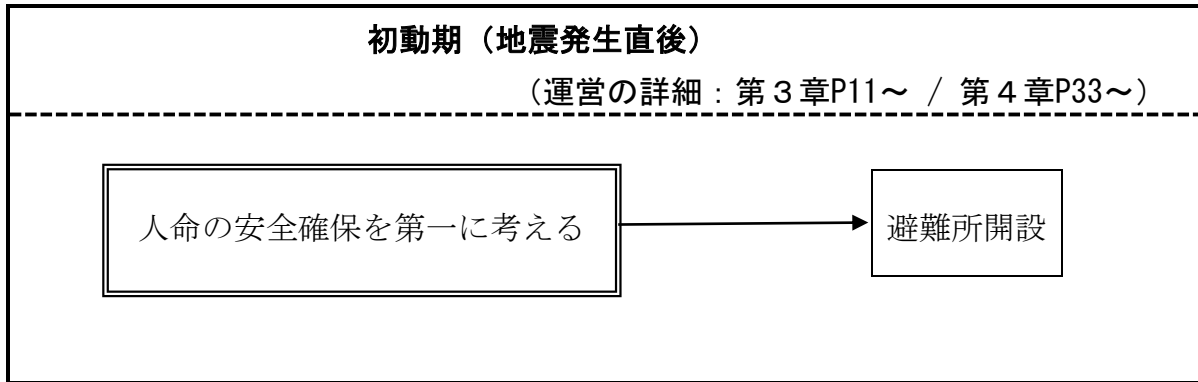 初動期（地震発生直後）
（運営の詳細：第３章P11～ / 第４章P33～）
人命の安全確保を第一に考える
避難所開設